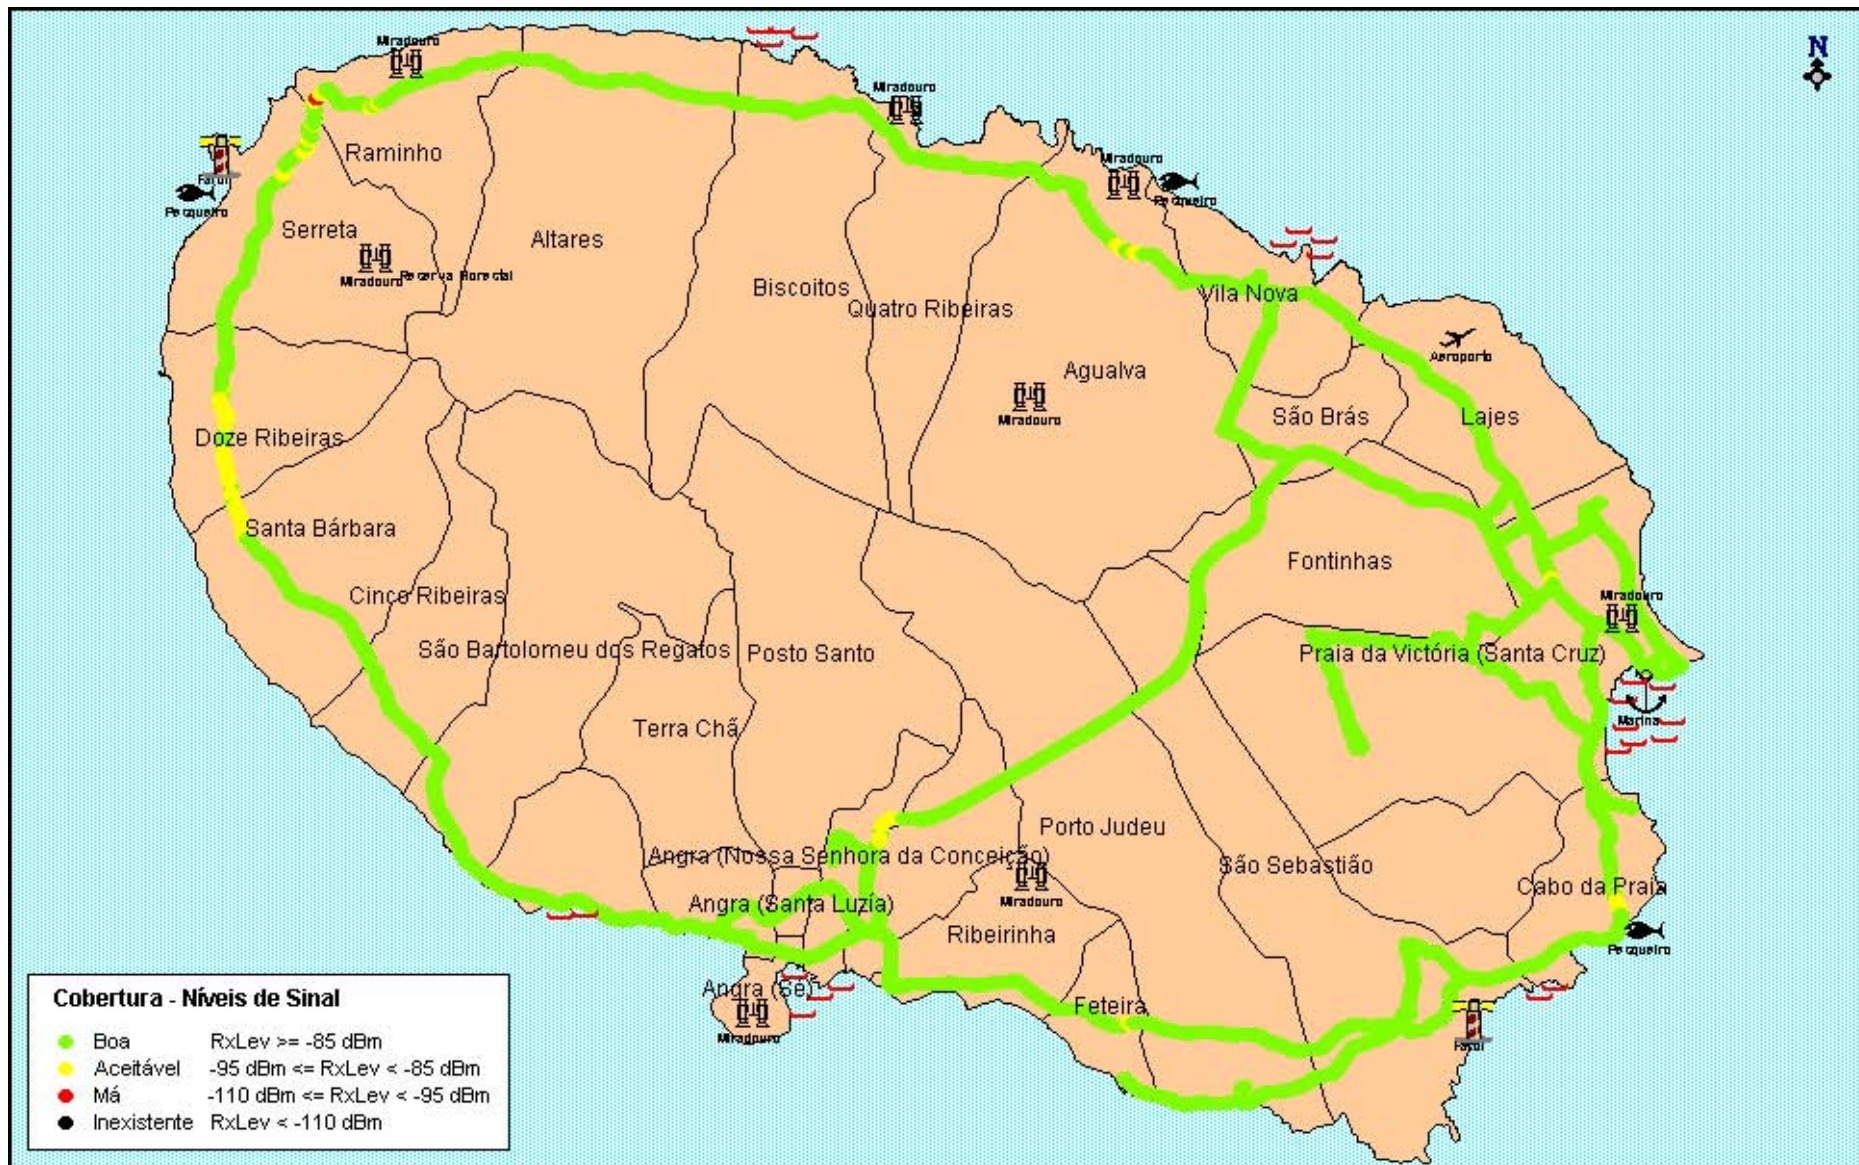 N
Miradouro
Miradouro
Raminho
Miradouro
Farol
Pesqueiro
Pesqueiro
Serreta
Altares
Miradouro
Reserva Florestal
Biscoitos
Vila Nova
Quatro Ribeiras
Aeroporto
Agualva
Miradouro
São Brás
Lajes
Doze Ribeiras
Santa Bárbara
Fontinhas
Cinco Ribeiras
Miradouro
São Bartolomeu dos Regatos
Posto Santo
Praia da Victória (Santa Cruz)
Marina
Terra Chã
Porto Judeu
Angra (Nossa Senhora da Conceição)
São Sebastião
Cabo da Praia
Miradouro
Angra (Santa Luzía)
Ribeirinha
Pesqueiro
Angra (Sé)
Feteira
Miradouro
Farol
Cobertura - Níveis de Sinal
Boa RxLev >= -85 dBm
Aceitável -95 dBm <= RxLev < -85 dBm
Má -110 dBm <= RxLev < -95 dBm
Inexistente RxLev < -110 dBm